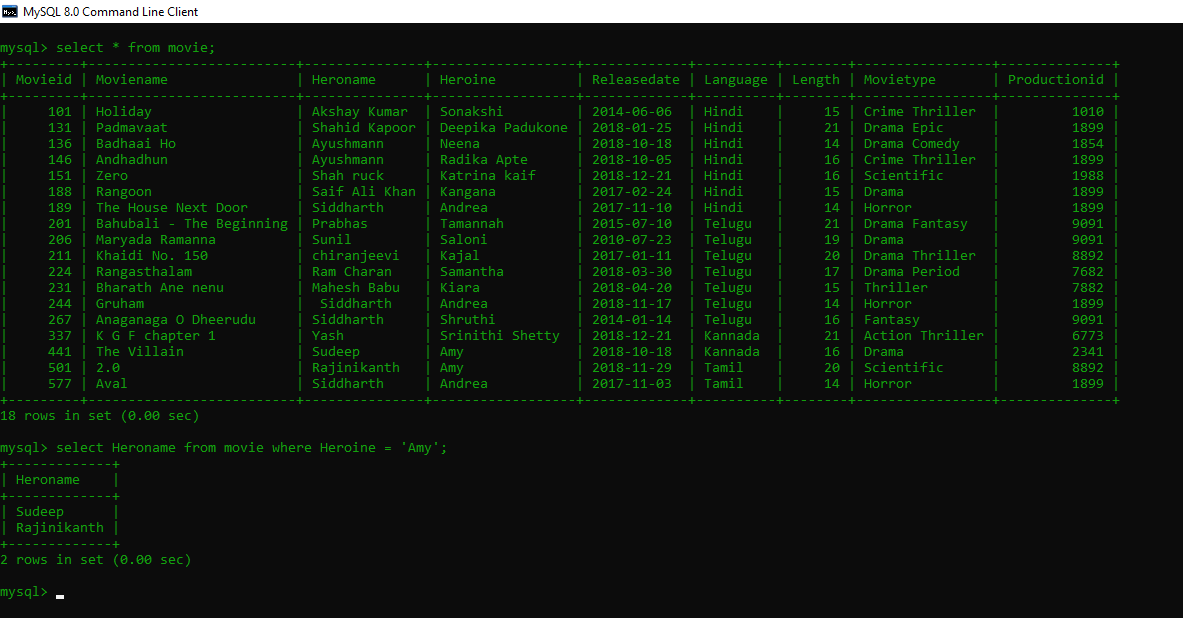 MySQL 8.0 Command Line Client
mysql> select * from movie;
+---------+--------------------------+---------------+------------------+-------------+----------+--------+-----------------+--------------+
| Movieid | Moviename                | Heroname      | Heroine          | Releasedate | Language | Length | Movietype       | Productionid |
+---------+--------------------------+---------------+------------------+-------------+----------+--------+-----------------+--------------+
|     101 | Holiday                  | Akshay Kumar  | Sonakshi         | 2014-06-06  | Hindi    |     15 | Crime Thriller  |         1010 |
|     131 | Padmavaat                | Shahid Kapoor | Deepika Padukone | 2018-01-25  | Hindi    |     21 | Drama Epic      |         1899 |
|     136 | Badhaai Ho               | Ayushmann     | Neena            | 2018-10-18  | Hindi    |     14 | Drama Comedy    |         1854 |
|     146 | Andhadhun                | Ayushmann     | Radika Apte      | 2018-10-05  | Hindi    |     16 | Crime Thriller  |         1899 |
|     151 | Zero                     | Shah ruck     | Katrina kaif     | 2018-12-21  | Hindi    |     16 | Scientific      |         1988 |
|     188 | Rangoon                  | Saif Ali Khan | Kangana          | 2017-02-24  | Hindi    |     15 | Drama           |         1899 |
|     189 | The House Next Door      | Siddharth     | Andrea           | 2017-11-10  | Hindi    |     14 | Horror          |         1899 |
|     201 | Bahubali - The Beginning | Prabhas       | Tamannah         | 2015-07-10  | Telugu   |     21 | Drama Fantasy   |         9091 |
|     206 | Maryada Ramanna          | Sunil         | Saloni           | 2010-07-23  | Telugu   |     19 | Drama           |         9091 |
|     211 | Khaidi No. 150           | chiranjeevi   | Kajal            | 2017-01-11  | Telugu   |     20 | Drama Thriller  |         8892 |
|     224 | Rangasthalam             | Ram Charan    | Samantha         | 2018-03-30  | Telugu   |     17 | Drama Period    |         7682 |
|     231 | Bharath Ane nenu         | Mahesh Babu   | Kiara            | 2018-04-20  | Telugu   |     15 | Thriller        |         7882 |
|     244 | Gruham                   |  Siddharth    | Andrea           | 2018-11-17  | Telugu   |     14 | Horror          |         1899 |
|     267 | Anaganaga O Dheerudu     | Siddharth     | Shruthi          | 2014-01-14  | Telugu   |     16 | Fantasy         |         9091 |
|     337 | K G F chapter 1          | Yash          | Srinithi Shetty  | 2018-12-21  | Kannada  |     21 | Action Thriller |         6773 |
|     441 | The Villain              | Sudeep        | Amy              | 2018-10-18  | Kannada  |     16 | Drama           |         2341 |
|     501 | 2.0                      | Rajinikanth   | Amy              | 2018-11-29  | Tamil    |     20 | Scientific      |         8892 |
|     577 | Aval                     | Siddharth     | Andrea           | 2017-11-03  | Tamil    |     14 | Horror          |         1899 |
+---------+--------------------------+---------------+------------------+-------------+----------+--------+-----------------+--------------+
18 rows in set (0.00 sec)
mysql> select Heroname from movie where Heroine = 'Amy';
+-------------+
| Heroname    |
+-------------+
| Sudeep      |
| Rajinikanth |
+-------------+
2 rows in set (0.00 sec)
mysql>